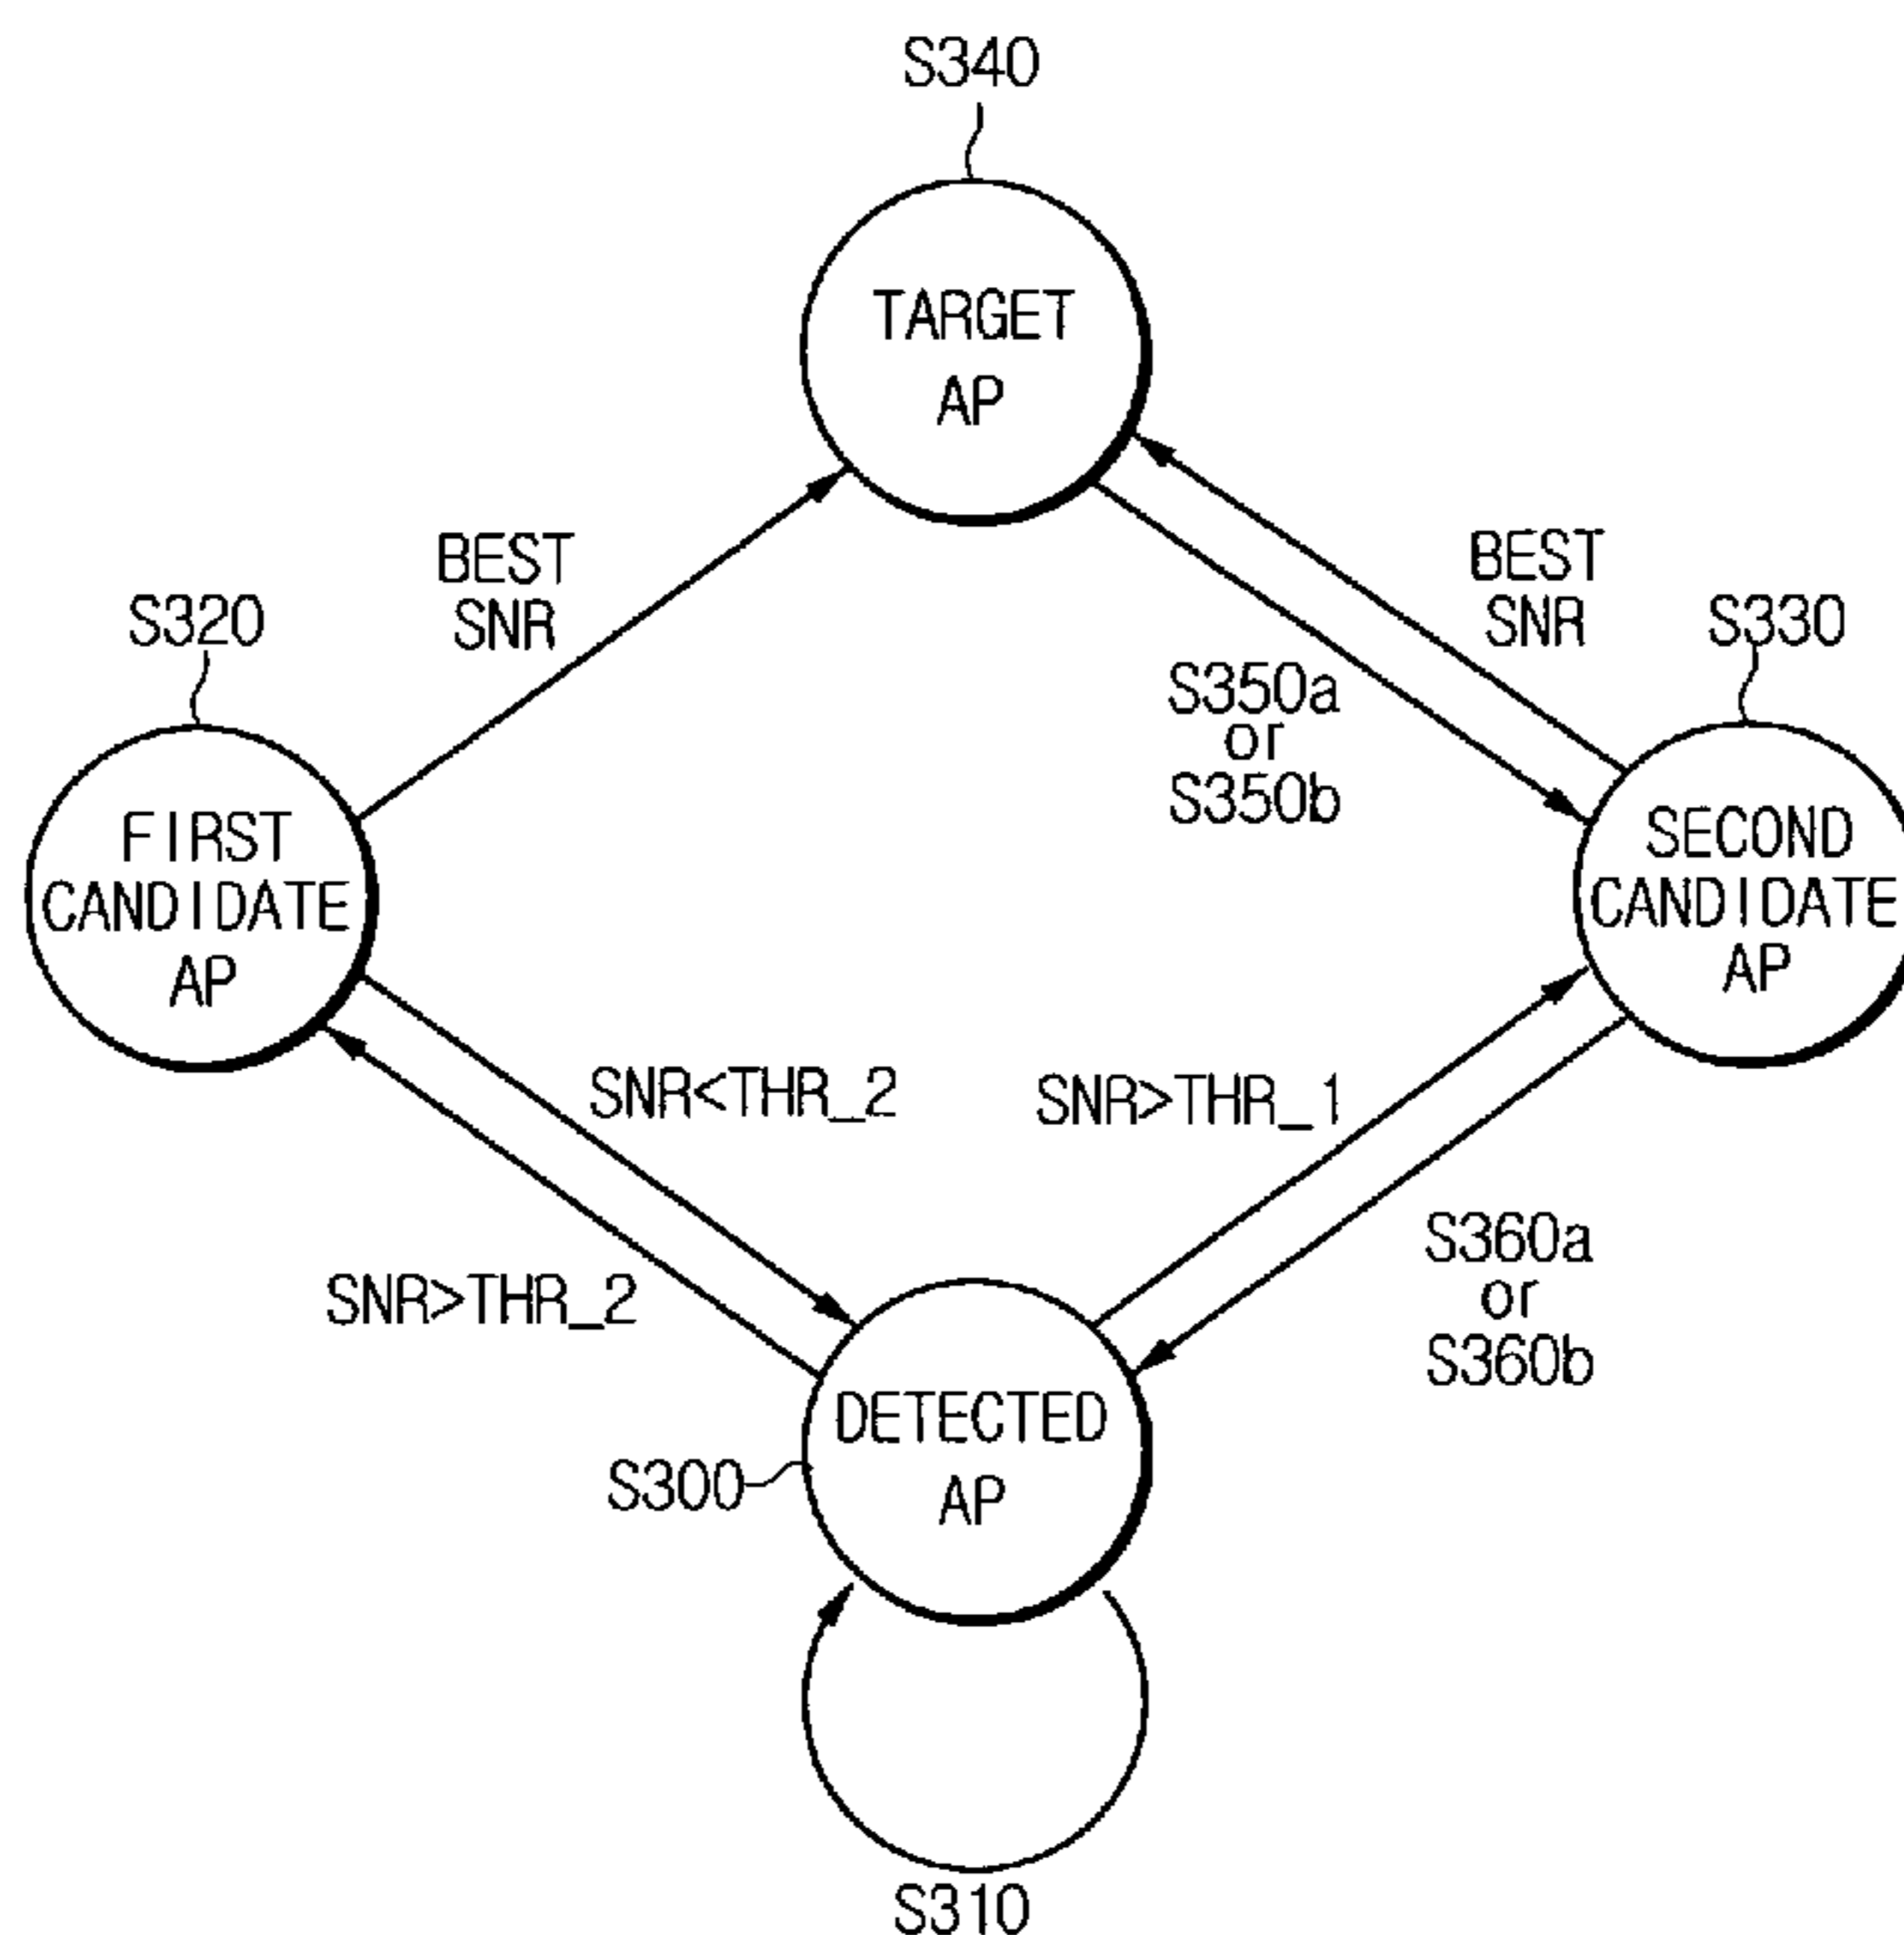 S340
TARGET
AP
BEST
SNR
BEST
SNR
S320
S330
S350a
or
S350b
FIRST
CANDIDATE
AP
SECOND
CANDIDATE
AP
SNR<THR_2
SNR>THR_1
SNR>THR_2
S360a
or
S360b
DETECTED
AP
S300
S310